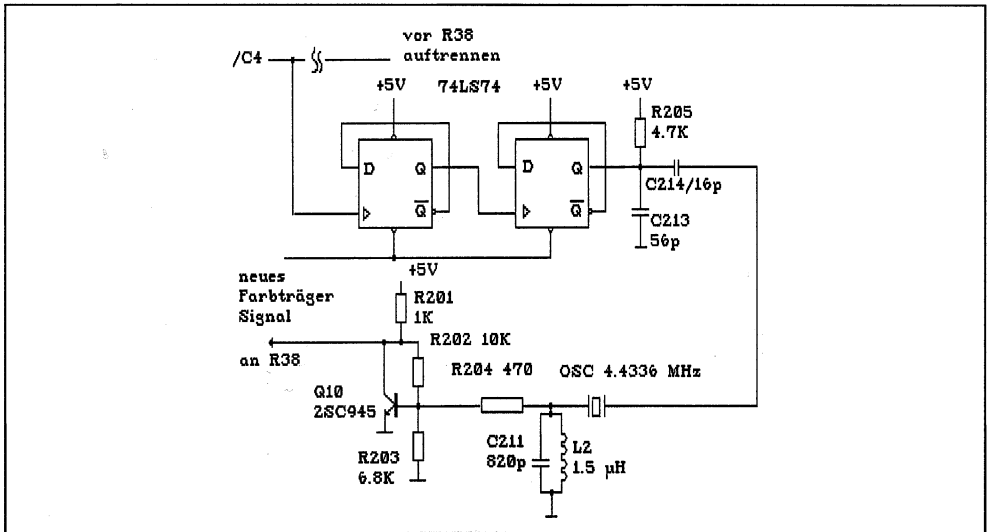 vor R38
/C4
auftrennen
+5V
74LS74
+5V
+5V
R205
4.7K
D
Q
D
Q
C214/16p
Q
Q
C213
56p
+5V
neues
Farbträger
Signal
R201
1K
R202 10K
an R38
R204 470
OSC 4.4336 MHz
Q10
2SC945
C211
820p
L2
1.5 µH
R203
6.8K